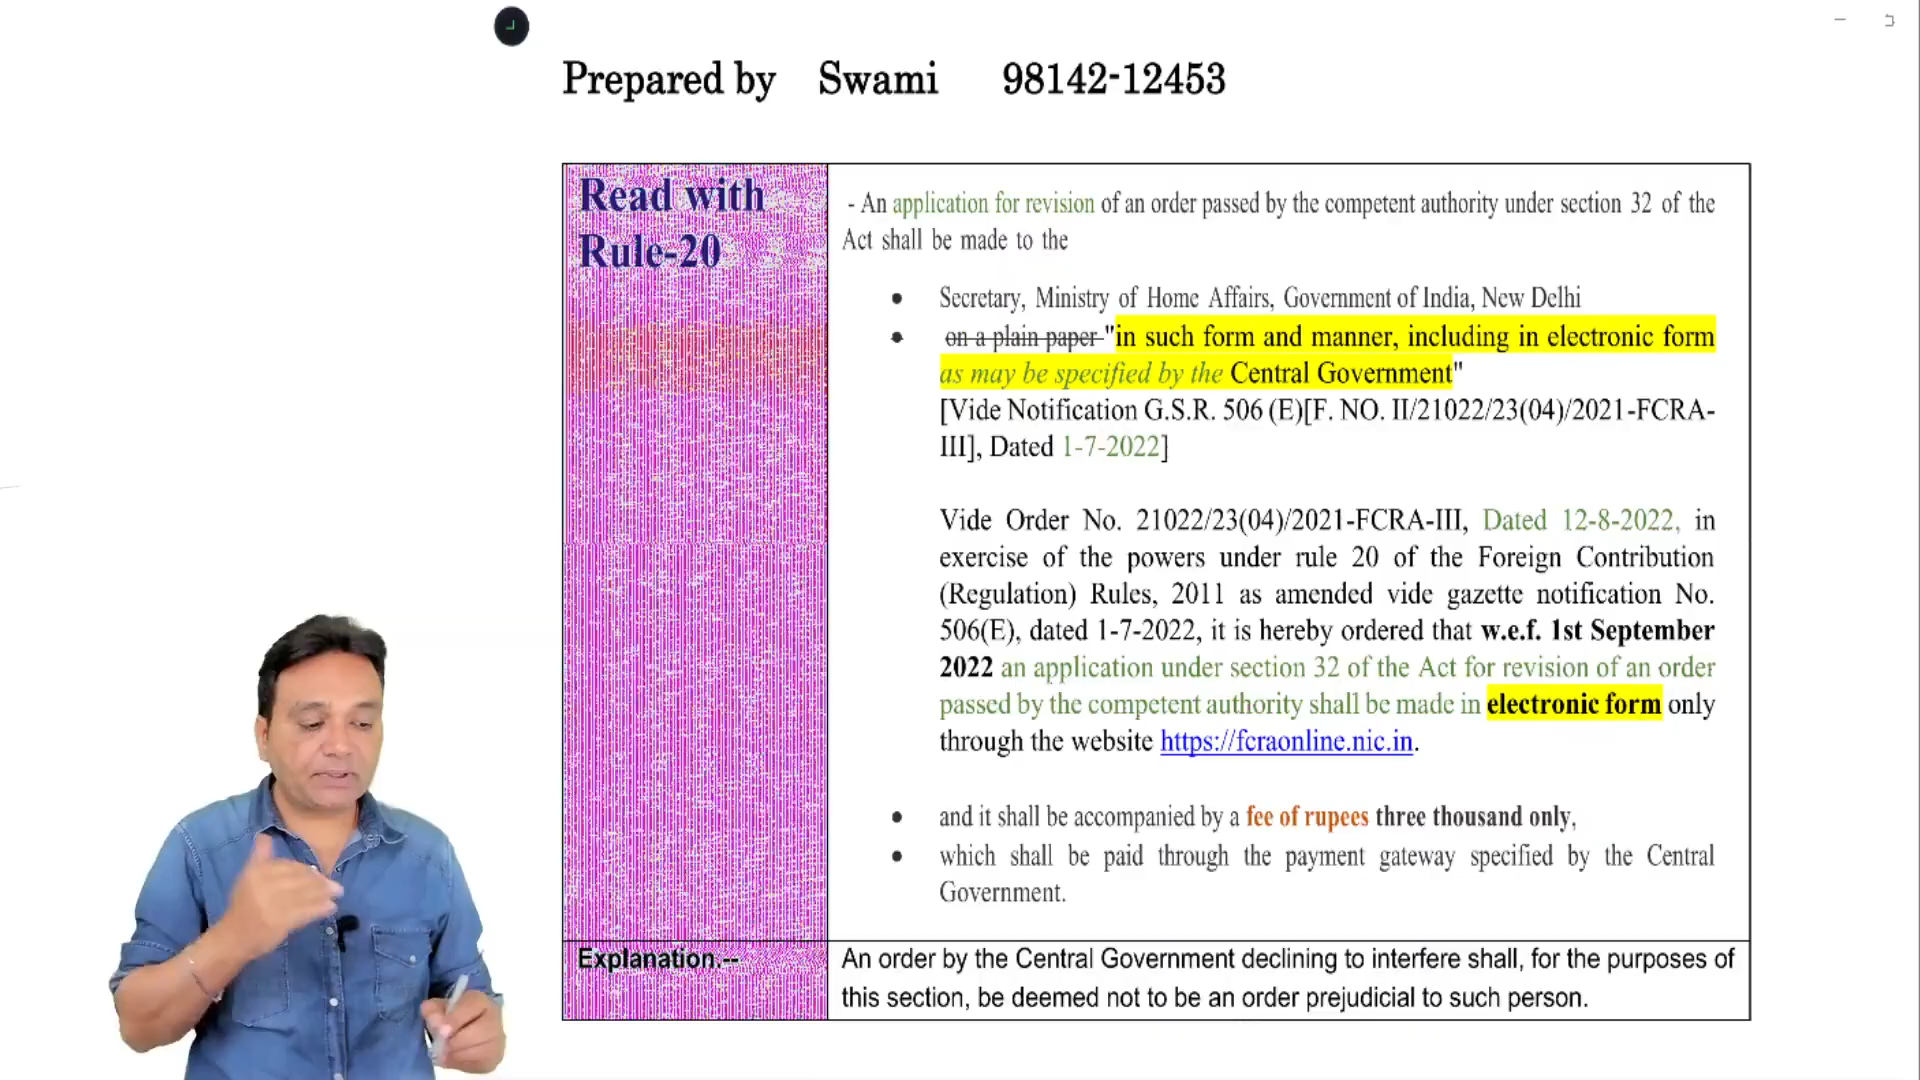 Prepared by Swami 98142-12453
Read with
Rule-20
- An application for revision of an order passed by the competent authority under section 32 of the
Act shall be made to the
• Secretary, Ministry of Home Affairs, Government of India, New Delhi
• on a plain paper "in such form and manner, including in electronic form
as may be specified by the Central Government"
[Vide Notification G.S.R. 506 (E)[F. NO. II/21022/23(04)/2021-FCRA-
III], Dated 1-7-2022]
Vide Order No. 21022/23(04)/2021-FCRA-III, Dated 12-8-2022, in
exercise of the powers under rule 20 of the Foreign Contribution
(Regulation) Rules, 2011 as amended vide gazette notification No.
506(E), dated 1-7-2022, it is hereby ordered that w.e.f. 1st September
2022 an application under section 32 of the Act for revision of an order
passed by the competent authority shall be made in electronic form only
through the website https://fcraonline.nic.in.
• and it shall be accompanied by a fee of rupees three thousand only,
• which shall be paid through the payment gateway specified by the Central
Government.
Explanation.--
An order by the Central Government declining to interfere shall, for the purposes of
this section, be deemed not to be an order prejudicial to such person.